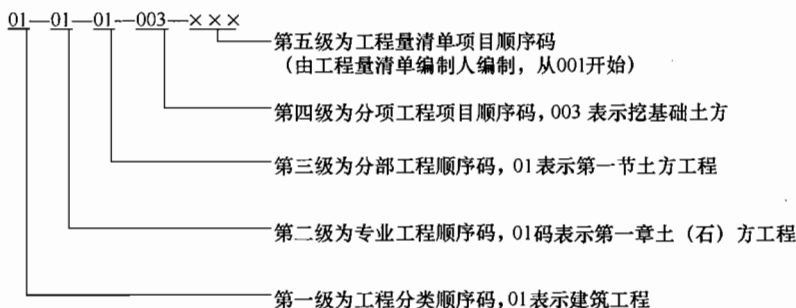 01—01—01—003—×××
第五级为工程量清单项目顺序码
（由工程量清单编制人编制，从001开始）
第四级为分项工程项目顺序码，003 表示挖基础土方
第三级为分部工程顺序码，01表示第一节土方工程
第二级为专业工程顺序码，01码表示第一章土（石）方工程
第一级为工程分类顺序码，01表示建筑工程